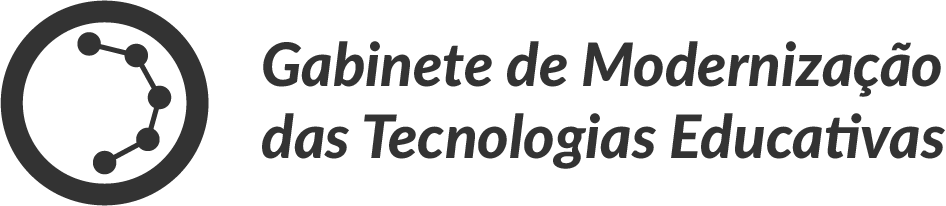 Gabinete de Modernização
das Tecnologias Educativas